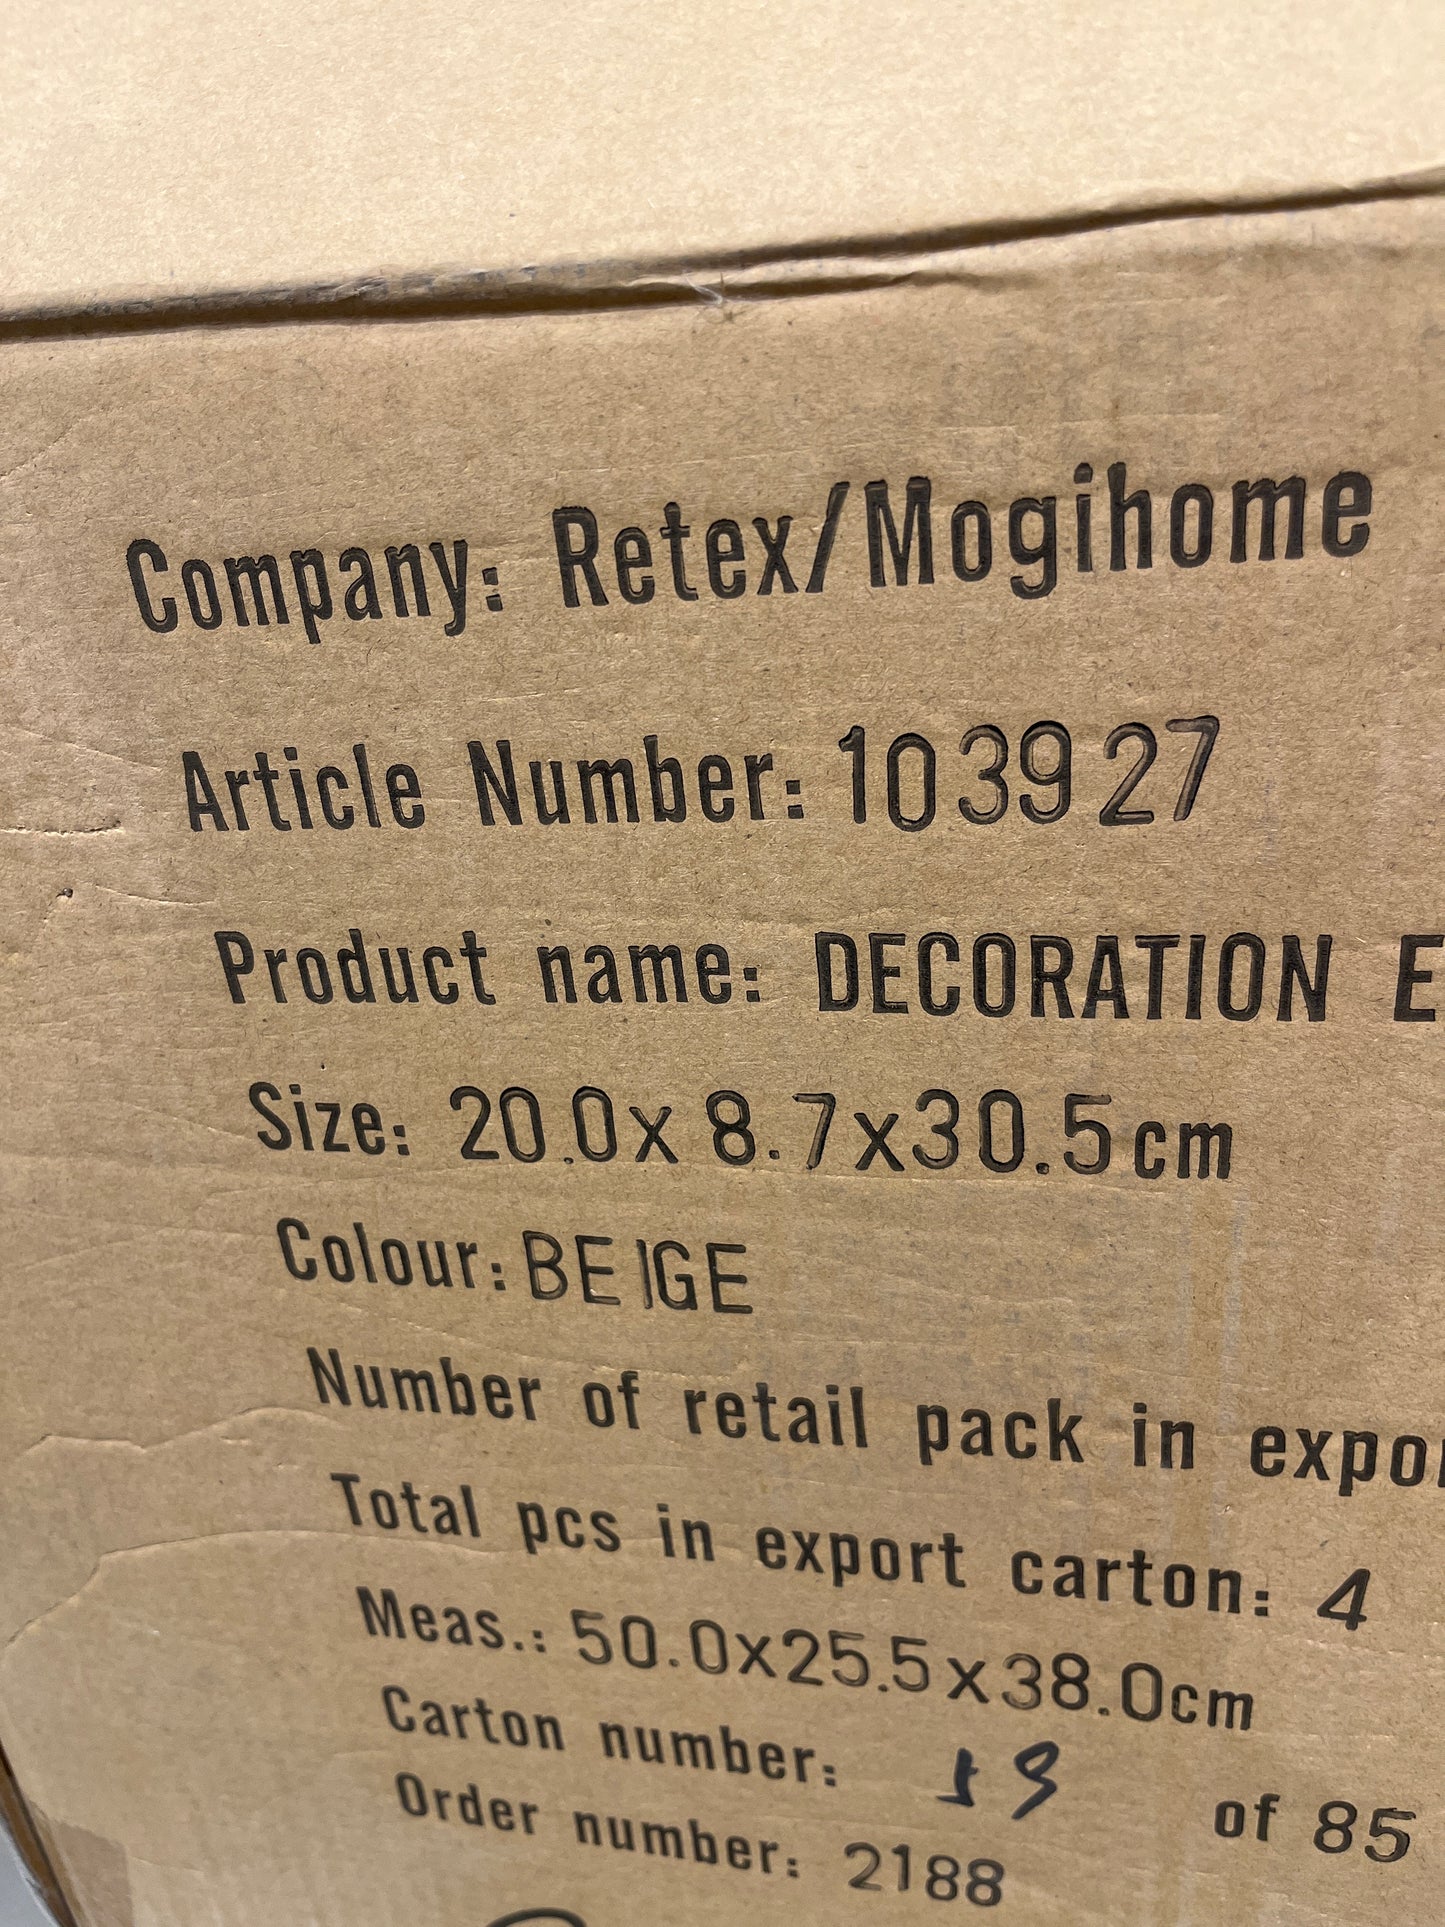 Company: Retex/Mogihome
Article Number: 103927
Product name: DECORATION
Size: 20.0x 8.7x30.5cm
Colour: BEIGE
Number of retail pack in
Total pcs in export carton: 4
Meas.: 50.0x25.5x38.0cm
Carton number: of 85
Order number: 2188